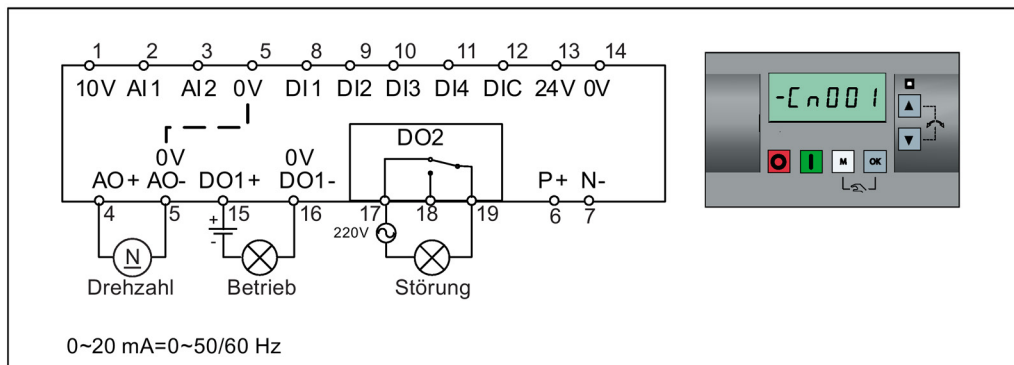 1 2 3 5 8 9 10 11 12 13 14
10V AI1 AI2 0V DI1 DI2 DI3 DI4 DIC 24V 0V
DO2
0V 0V
AO+ AO- DO1+ DO1- P+ N-
4 5 15 16 17 18 19 6 7
+
-
220V
N
Drehzahl Betrieb Störung
0~20 mA=0~50/60 Hz
-Cn001
M OK